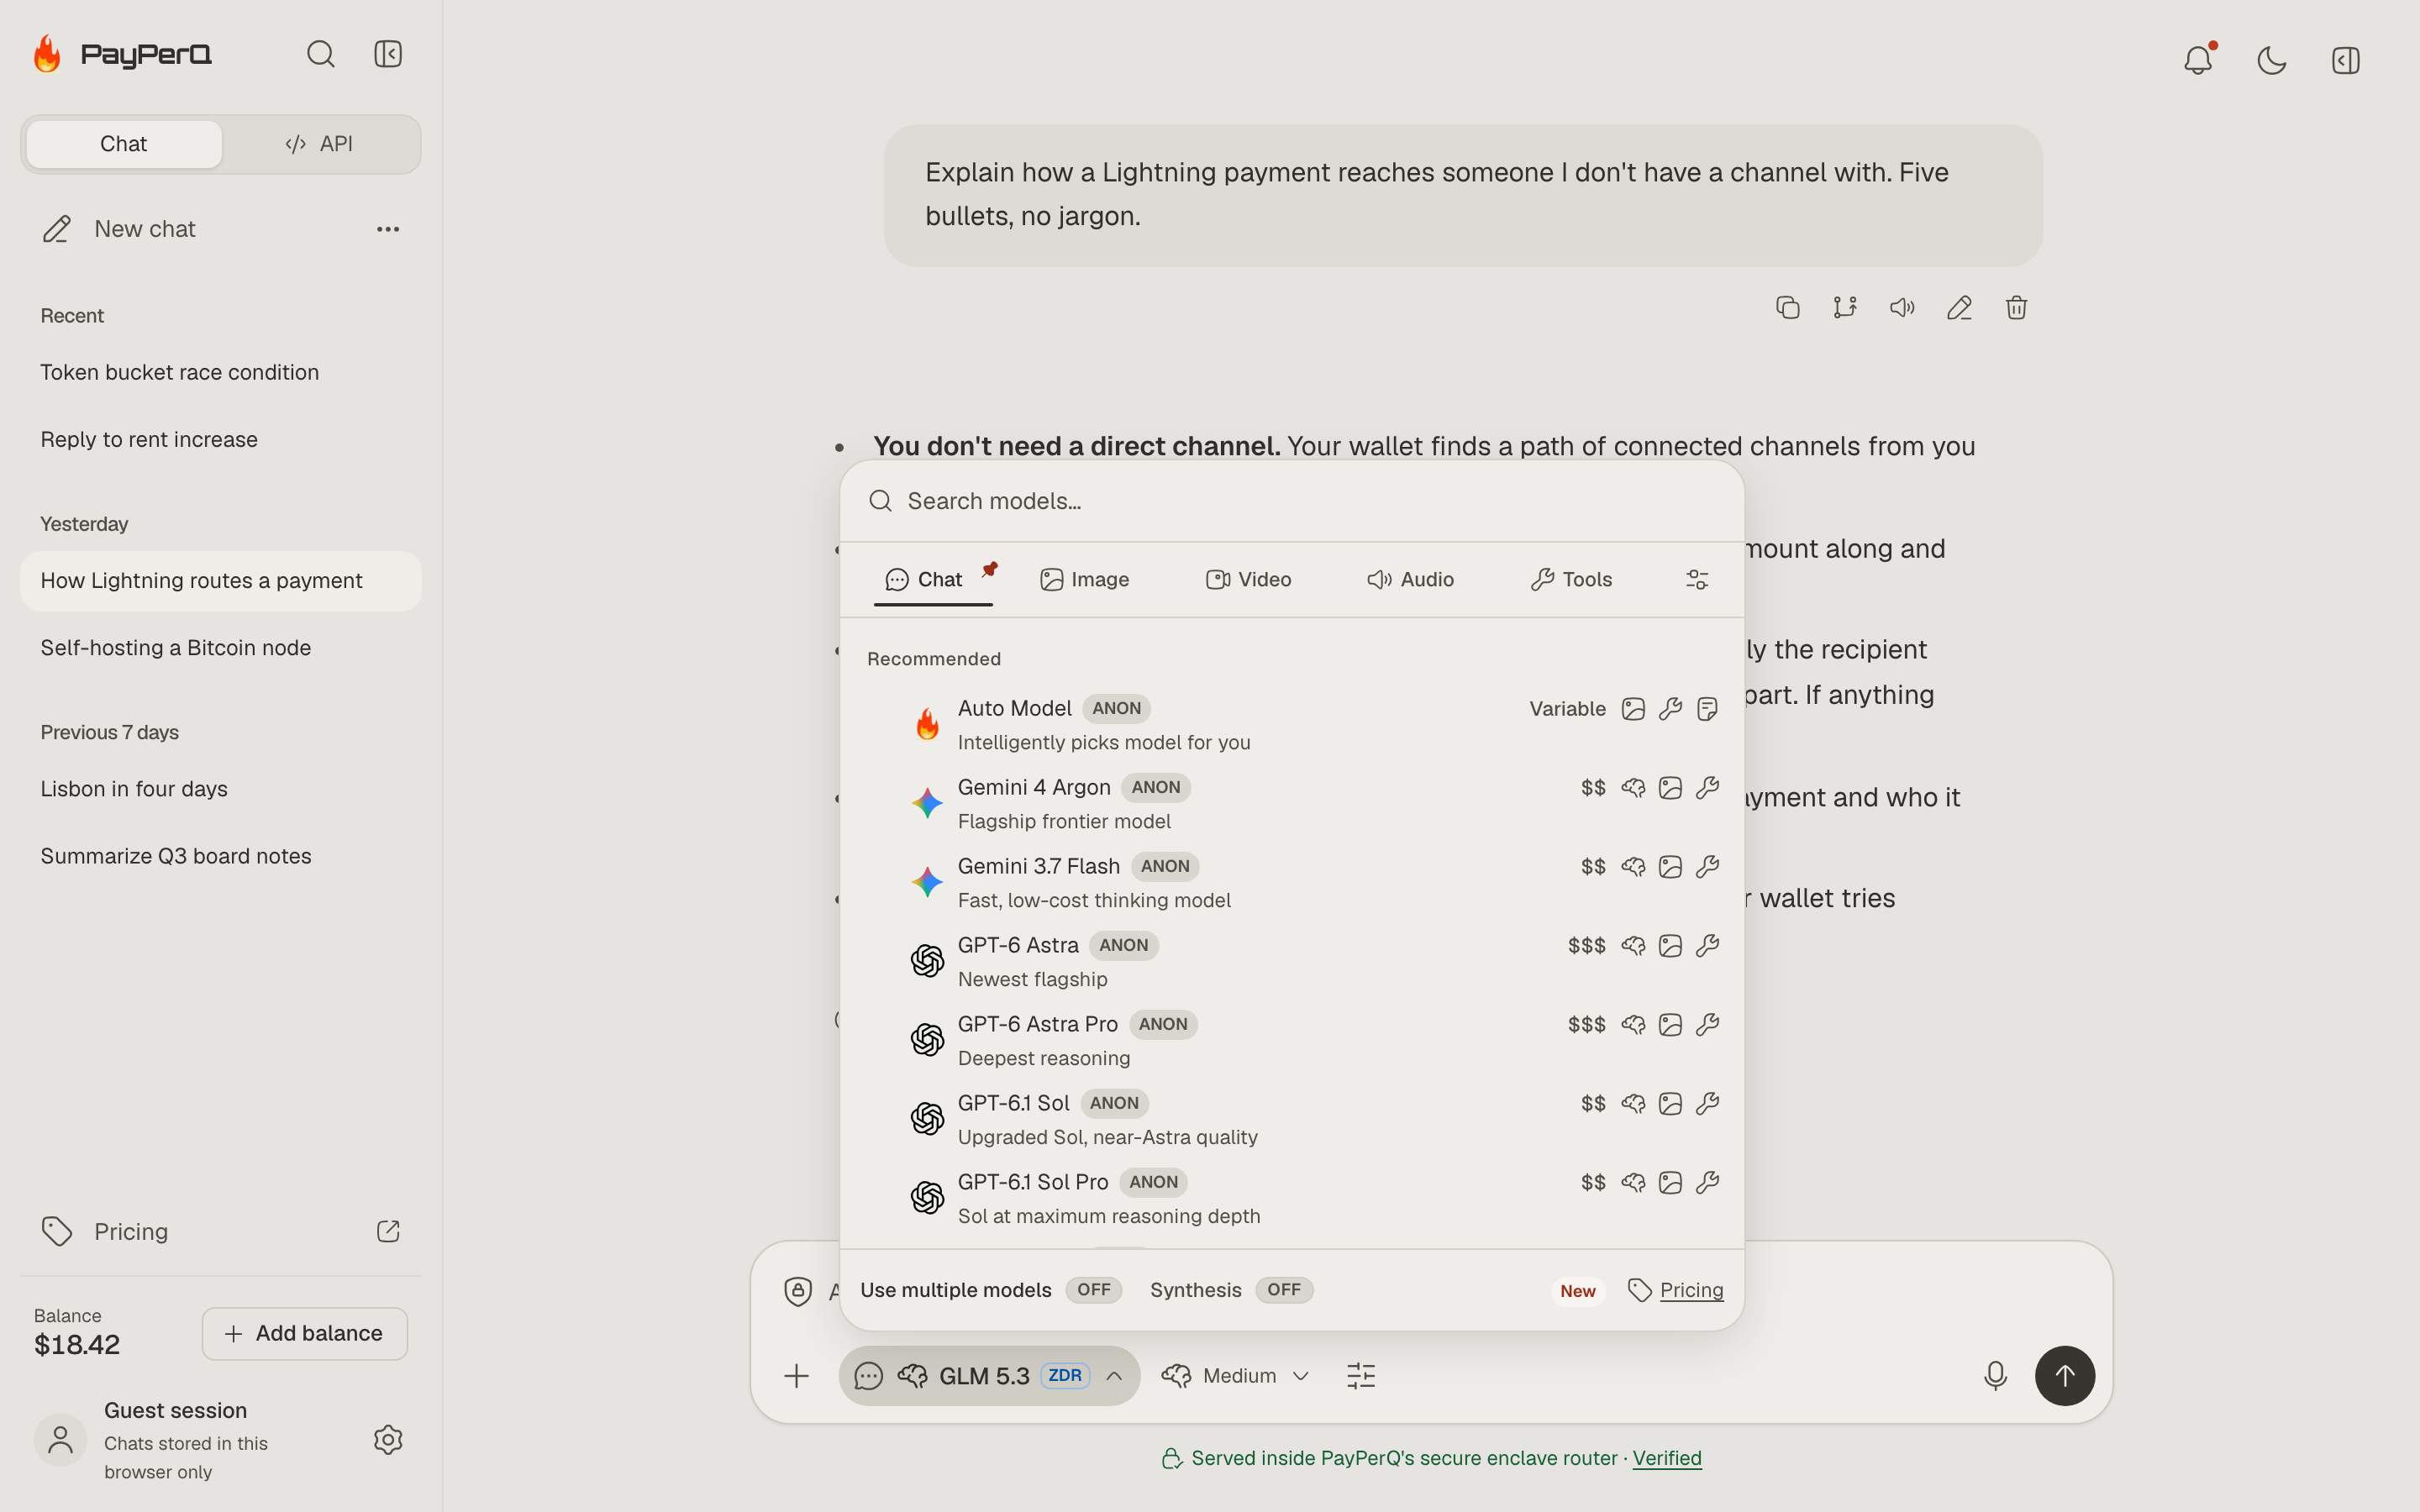 PayPerQ
Chat
API
New chat
Recent
Token bucket race condition
Reply to rent increase
Yesterday
How Lightning routes a payment
Self-hosting a Bitcoin node
Previous 7 days
Lisbon in four days
Summarize Q3 board notes
Pricing
Balance
$18.42
Add balance
Guest session
Chats stored in this
browser only
Explain how a Lightning payment reaches someone I don't have a channel with. Five
bullets, no jargon.
You don't need a direct channel. Your wallet finds a path of connected channels from you
along and
the recipient
part. If anything
and who it
wallet tries
Search models...
Chat
Image
Video
Audio
Tools
Recommended
Auto Model ANON Variable
Intelligently picks model for you
Gemini 4 Argon ANON $$
Flagship frontier model
Gemini 3.7 Flash ANON $$
Fast, low-cost thinking model
GPT-6 Astra ANON $$$
Newest flagship
GPT-6 Astra Pro ANON $$$
Deepest reasoning
GPT-6.1 Sol ANON $$
Upgraded Sol, near-Astra quality
GPT-6.1 Sol Pro ANON $$
Sol at maximum reasoning depth
Use multiple models OFF Synthesis OFF New Pricing
GLM 5.3 ZDR Medium
Served inside PayPerQ's secure enclave router · Verified